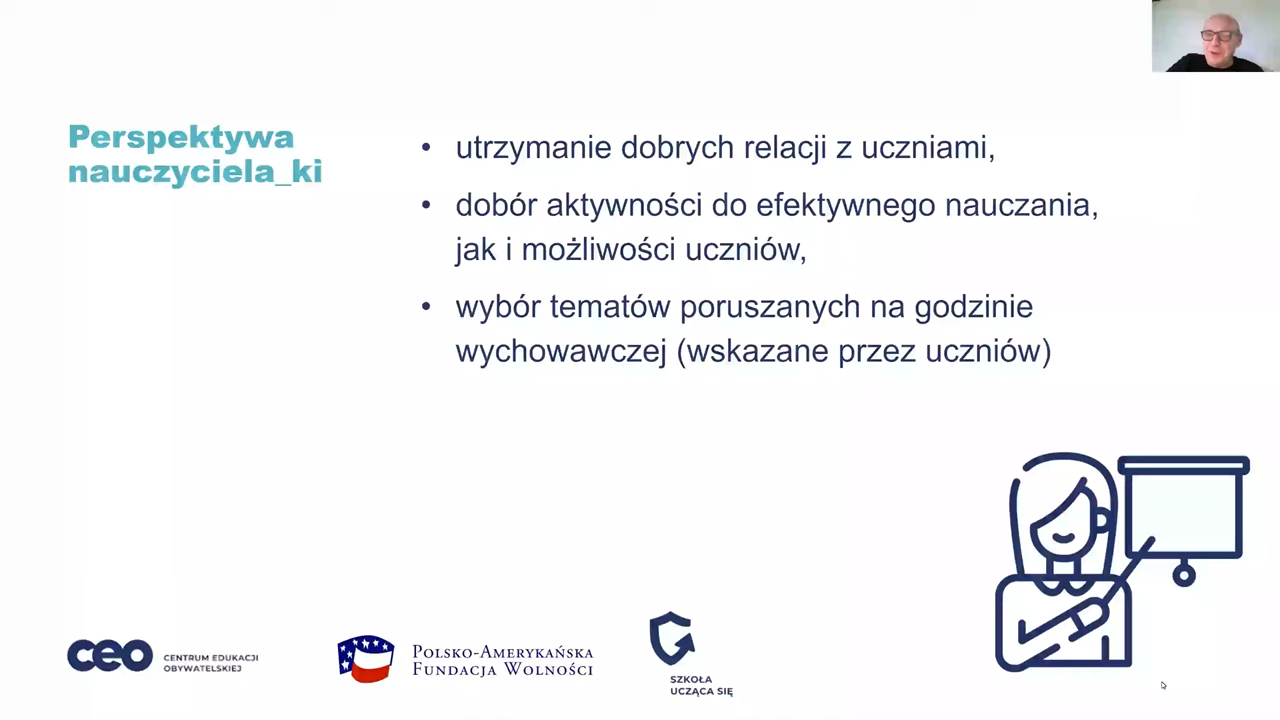 Perspektywa
nauczyciela_ki
• utrzymanie dobrych relacji z uczniami,
• dobór aktywności do efektywnego nauczania,
jak i możliwości uczniów,
• wybór tematów poruszanych na godzinie
wychowawczej (wskazane przez uczniów)
ceo
CENTRUM EDUKACJI
OBYWATELSKIEJ
POLSKO-AMERYKAŃSKA
FUNDACJA WOLNOŚCI
SZKOŁA
UCZĄCA SIĘ